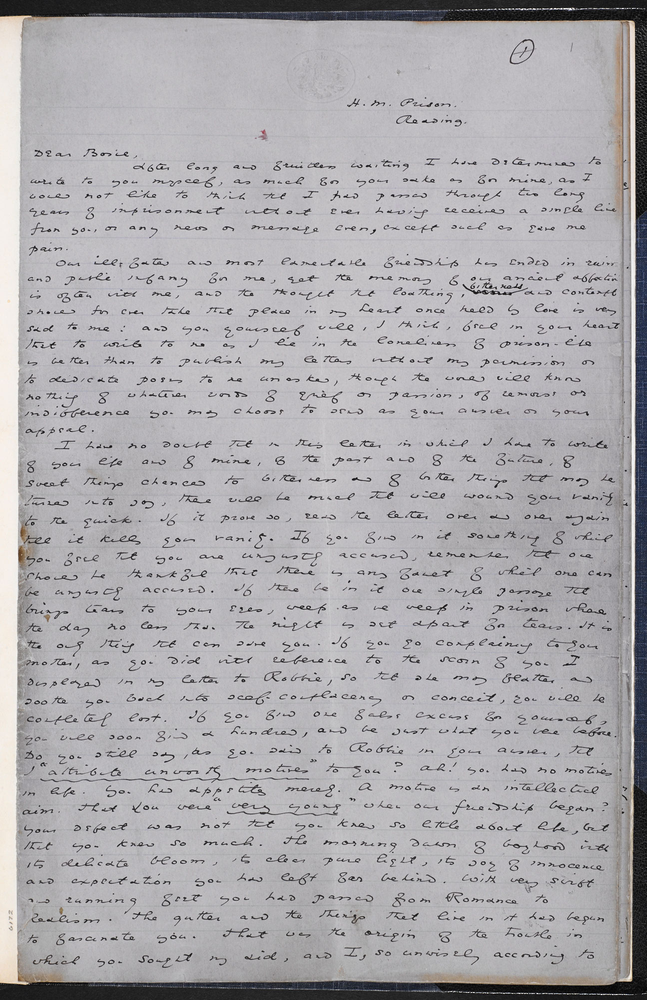 1
1
H. M. Prison.
Reading.
Dear Bosie,
After long and fruitless waiting I have determined to
write to you myself, as much for your sake as for mine, as I
would not like to think that I had passed through two long
years of imprisonment without ever having received a single line
from you, or any news or message even, except such as gave me
pain.
Our ill-fated and most lamentable friendship has ended in ruin
and public infamy for me, yet the memory of our ancient affection
is often with me, and the thought that loathing, bitterness and contempt
should for ever take that place in my heart once held by love is very
sad to me: and you yourself will, I think, feel in your heart
that to write to me as I lie in the loneliness of prison-life
is better than to publish my letters without my permission or
to dedicate poems to me unasked, though the world will know
nothing of whatever words of grief or passion, of remorse or
indifference you may choose to send as your answer or your
appeal.
I have no doubt that in this letter in which I have to write
of your life and of mine, of the past and of the future, of
sweet things changed to bitterness and of bitter things that may be
turned into joy, there will be much that will wound your vanity
to the quick. If it prove so, read the letter over and over again
till it kills your vanity. If you find in it something of which
you feel that you are unjustly accused, remember that one
should be thankful that there is any fault of which one can
be unjustly accused. If there be in it one single passage that
brings tears to your eyes, weep as we weep in prison where
the day no less than the night is set apart for tears. It is
the only thing that can save you. If you go complaining to your
mother, as you did with reference to the scorn of you I
displayed in my letter to Robbie, so that she may flatter and
soothe you back into self-complacency or conceit, you will be
completely lost. If you find one false excuse for yourself,
you will soon find a hundred, and be just what you were before.
Do you still say, as you said to Robbie in your answer, that
I "attribute unworthy motives" to you? Ah! you had no motives
in life. You had appetites merely. A motive is an intellectual
aim. That you were "very young" when our friendship began?
Your defect was not that you knew so little about life, but
that you knew so much. The morning dawn of boyhood with
its delicate bloom, its clear pure light, its joy of innocence
and expectation you had left far behind. With very swift
and running feet you had passed from Romance to
Realism. The gutter and the things that live in it had begun
to fascinate you. That was the origin of the trouble in
which you sought my aid, and I, so unwisely according to
6172